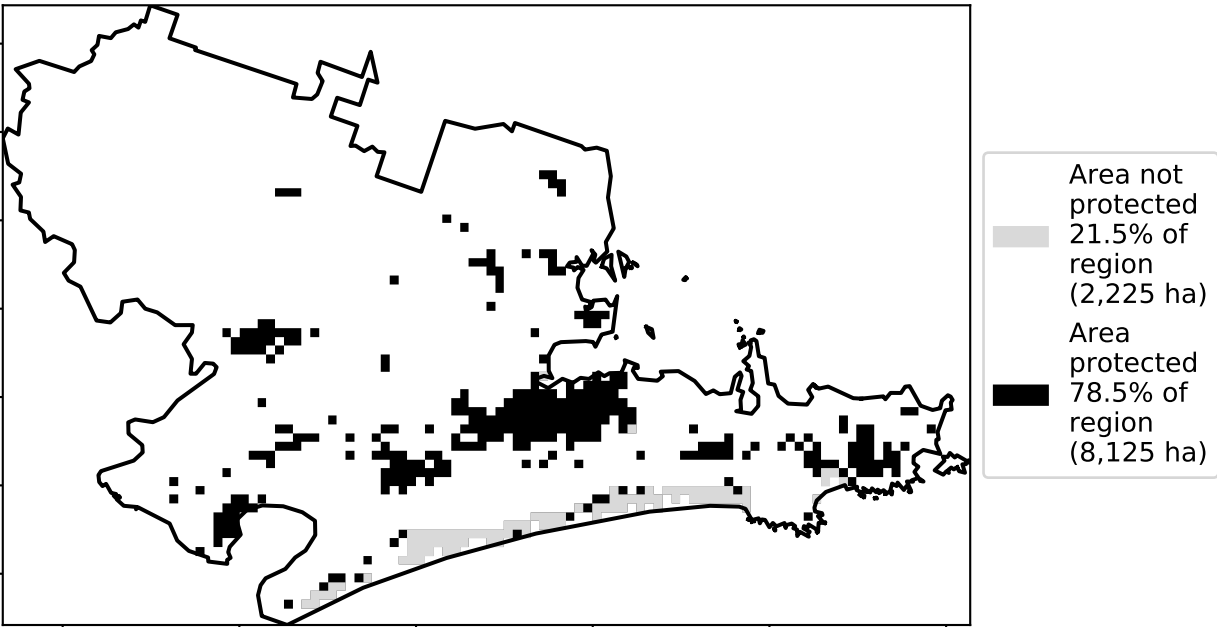 Area not
protected
21.5% of
region
(2,225 ha)
Area
protected
78.5% of
region
(8,125 ha)